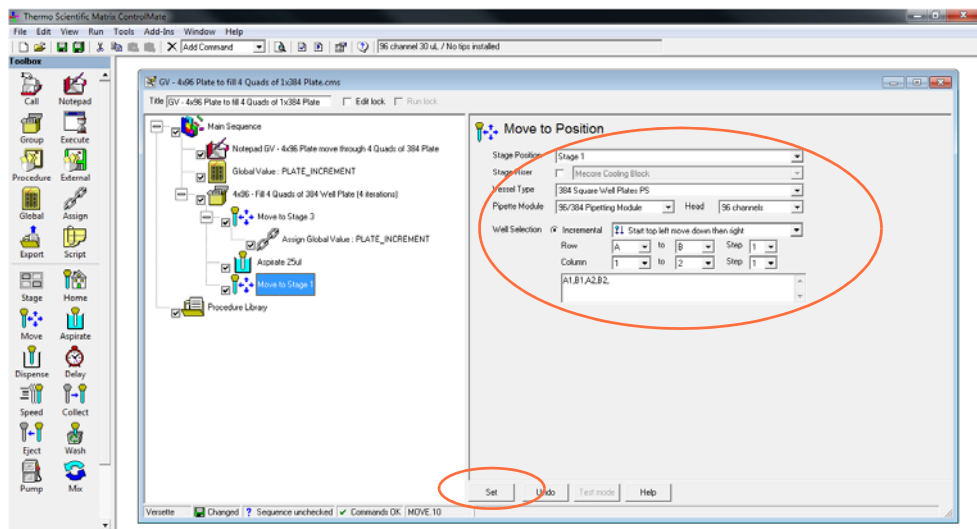 Thermo Scientific Matrix ControlMate
File Edit View Run Tools Add-Ins Window Help
Add Command 96 channel 30 uL / No tips installed
Toolbox
Call Notepad
Group Execute
Procedure External
Global Assign
Export Script
Stage Home
Move Aspirate
Dispense Delay
Speed Collect
Eject Wash
Pump Mix
GV - 4x96 Plate to fill 4 Quads of 1x384 Plate.cms
Title GV - 4x96 Plate to fill 4 Quads of 1x384 Plate Edit lock Run lock
Main Sequence
Notepad GV - 4x96 Plate move through 4 Quads of 384 Plate
Global Value : PLATE_INCREMENT
4x96 - Fill 4 Quads of 384 Well Plate (4 iterations)
Move to Stage 3
Assign Global Value : PLATE_INCREMENT
Aspirate 25ul
Move to Stage 1
Procedure Library
Move to Position
Stage Position Stage 1
Stage Riser Mecore Cooling Block
Vessel Type 384 Square Well Plates PS
Pipette Module 96/384 Pipetting Module Head 96 channels
Well Selection Incremental Start top left move down then right
Row A to B Step 1
Column 1 to 2 Step 1
A1,B1,A2,B2,
Set Undo Test mode Help
Versette Changed ? Sequence unchecked Commands OK MOVE.10